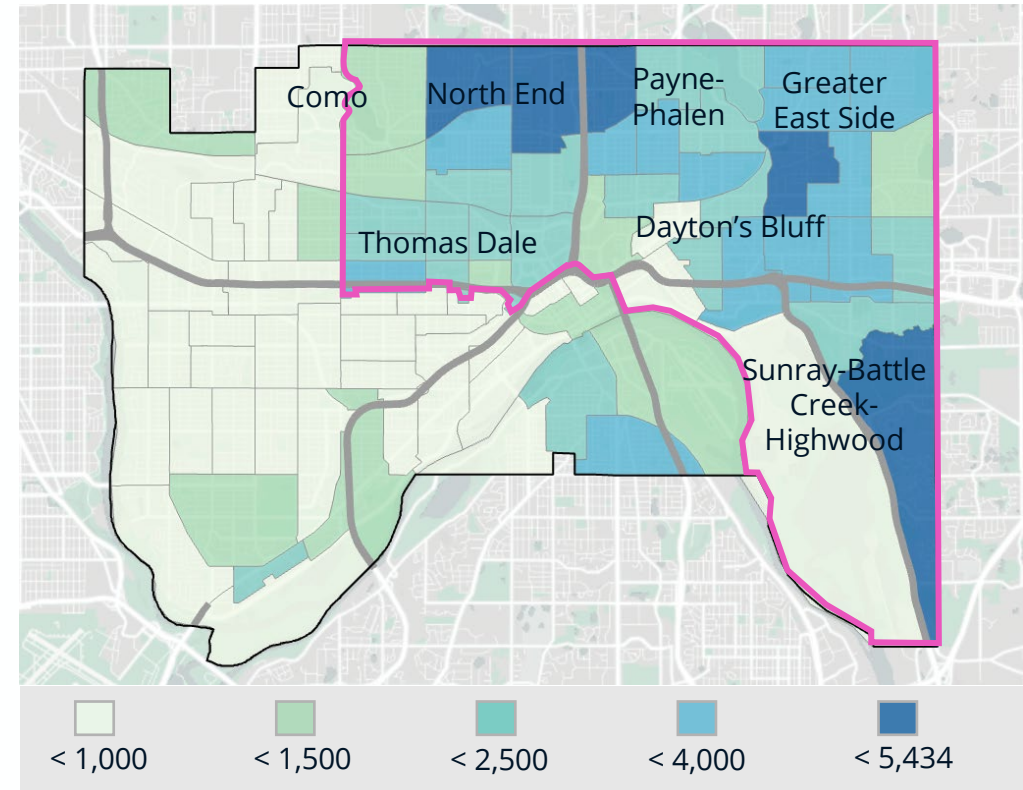 Como
North End
Payne-
Phalen
Greater
East Side
Thomas Dale
Dayton’s Bluff
Sunray-Battle
Creek-
Highwood
< 1,000
< 1,500
< 2,500
< 4,000
< 5,434